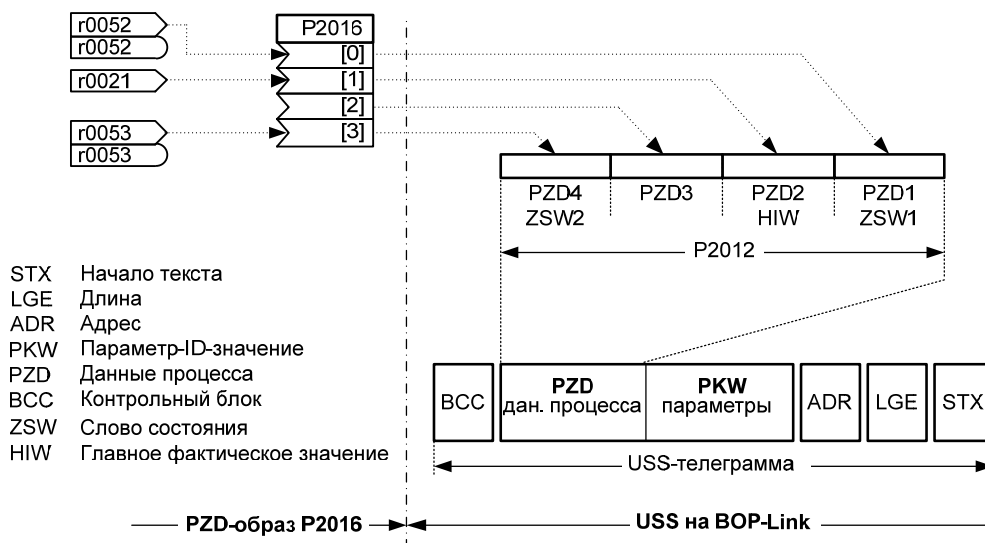 r0052
r0052
r0021
r0053
r0053
P2016
[0]
[1]
[2]
[3]
PZD4
ZSW2
PZD3
PZD2
HIW
PZD1
ZSW1
P2012
STX Начало текста
LGE Длина
ADR Адрес
PKW Параметр-ID-значение
PZD Данные процесса
BCC Контрольный блок
ZSW Слово состояния
HIW Главное фактическое значение
BCC
PZD
дан. процесса
PKW
параметры
ADR
LGE
STX
USS-телеграмма
PZD-образ P2016
USS на BOP-Link